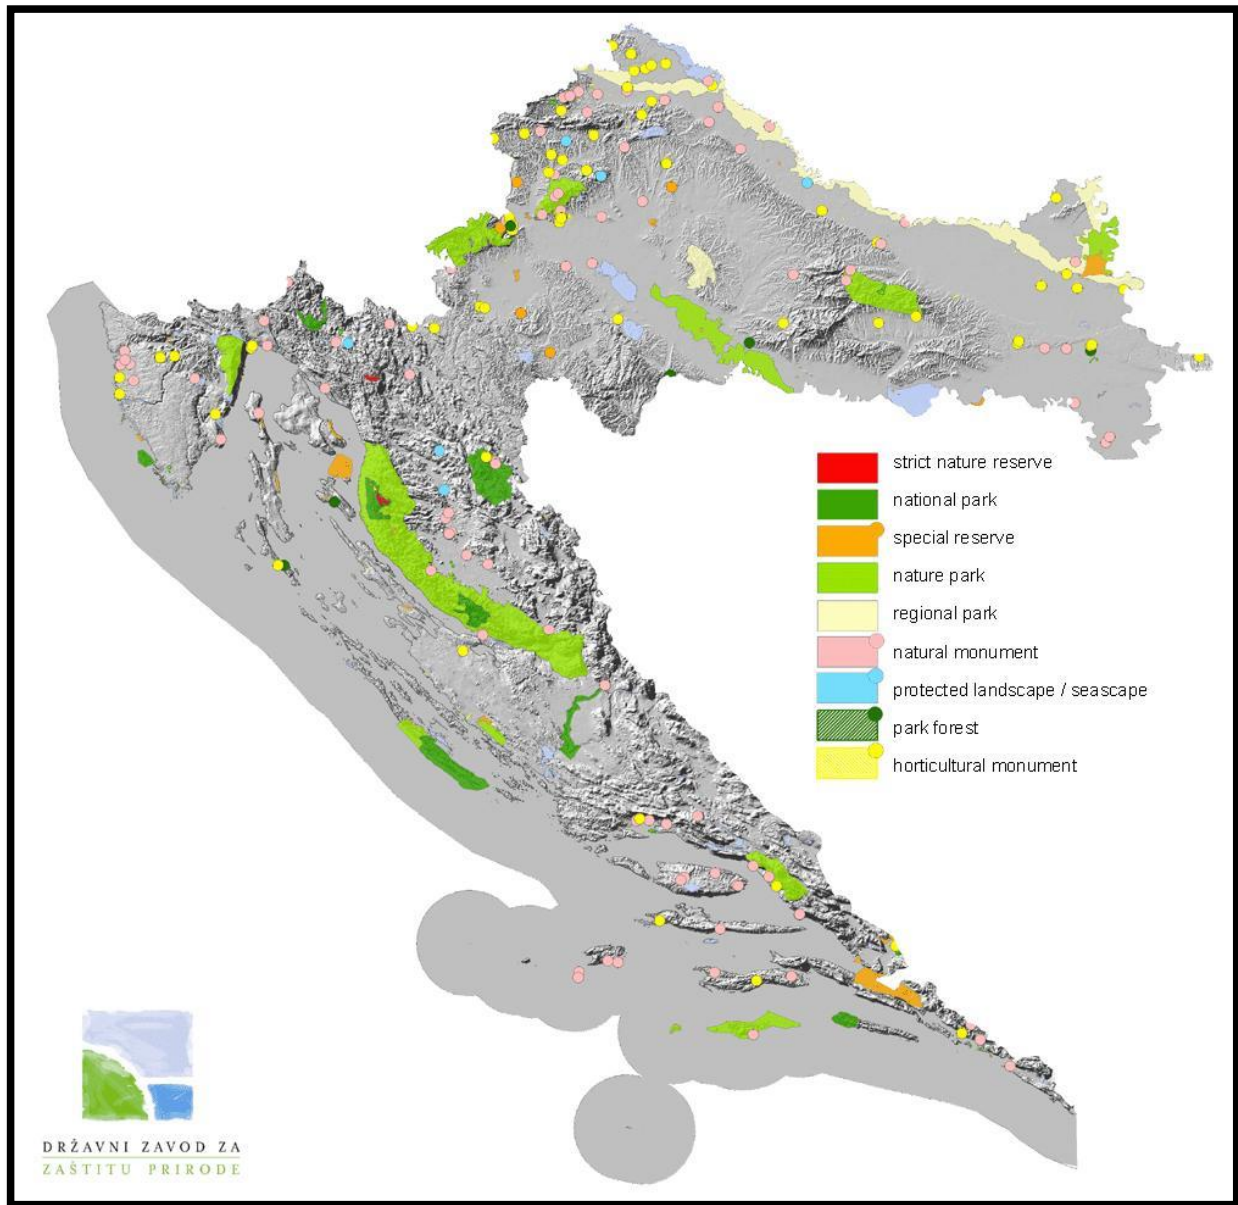 strict nature reserve
national park
special reserve
nature park
regional park
natural monument
protected landscape / seascape
park forest
horticultural monument
DRŽAVNI ZAVOD ZA
ZAŠTITU PRIRODE